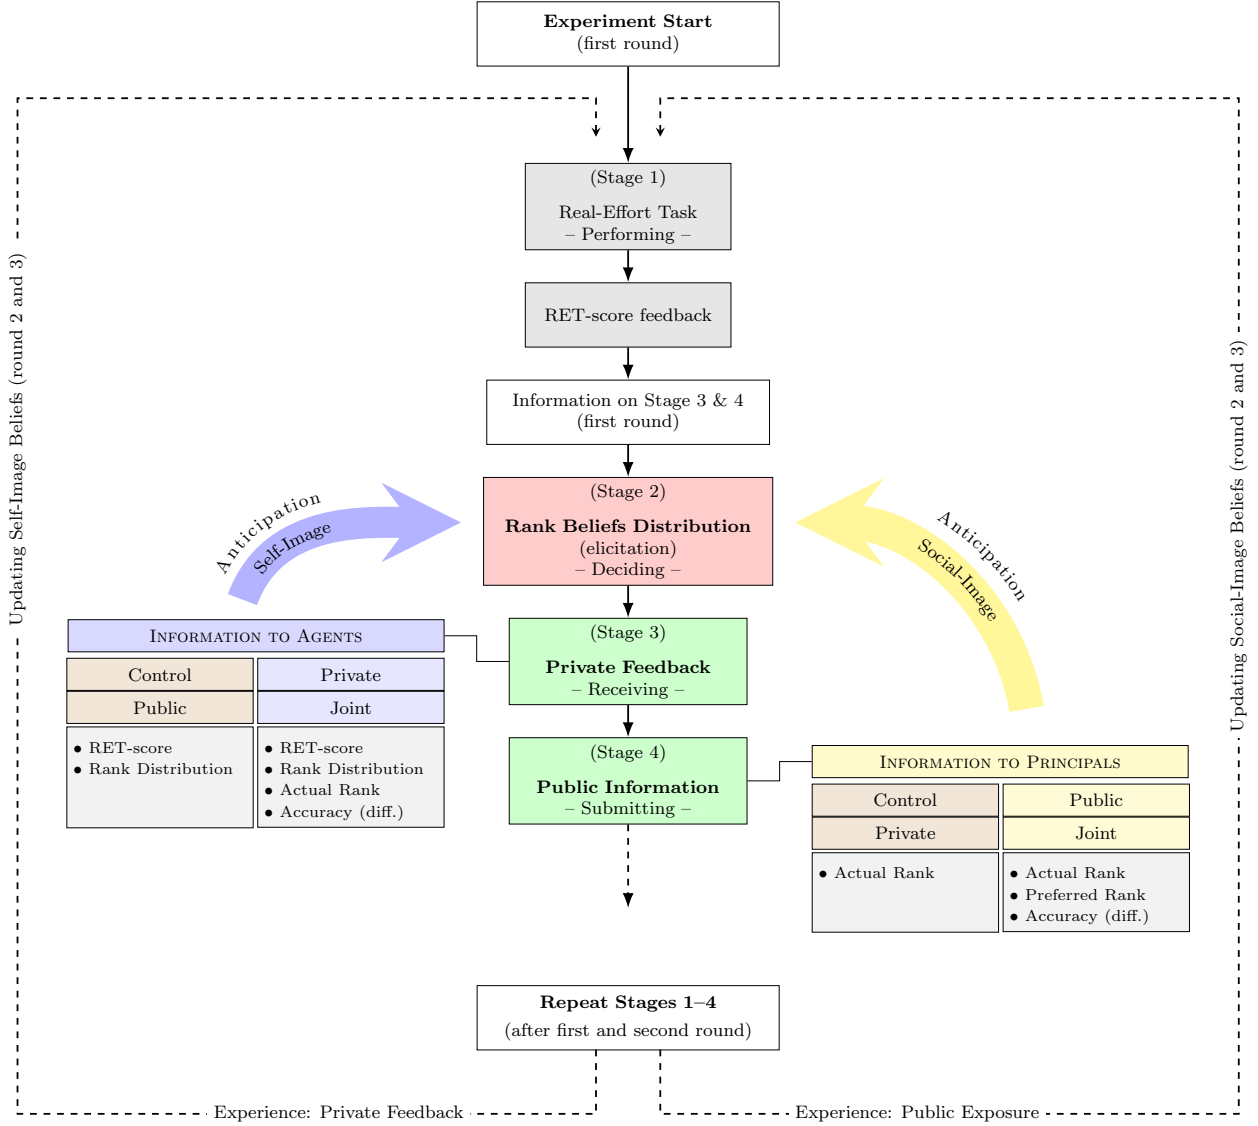 Experiment Start
(first round)
(Stage 1)
Real-Effort Task
– Performing –
RET-score feedback
Information on Stage 3 & 4
(first round)
(Stage 2)
Rank Beliefs Distribution
(elicitation)
– Deciding –
Anticipation
Self-Image
Anticipation
Social-Image
Updating Self-Image Beliefs (round 2 and 3)
Updating Social-Image Beliefs (round 2 and 3)
(Stage 3)
Private Feedback
– Receiving –
INFORMATION TO AGENTS
Control
Private
Public
Joint
• RET-score
• Rank Distribution
• RET-score
• Rank Distribution
• Actual Rank
• Accuracy (diff.)
(Stage 4)
Public Information
– Submitting –
INFORMATION TO PRINCIPALS
Control
Public
Private
Joint
• Actual Rank
• Actual Rank
• Preferred Rank
• Accuracy (diff.)
Repeat Stages 1–4
(after first and second round)
Experience: Private Feedback
Experience: Public Exposure